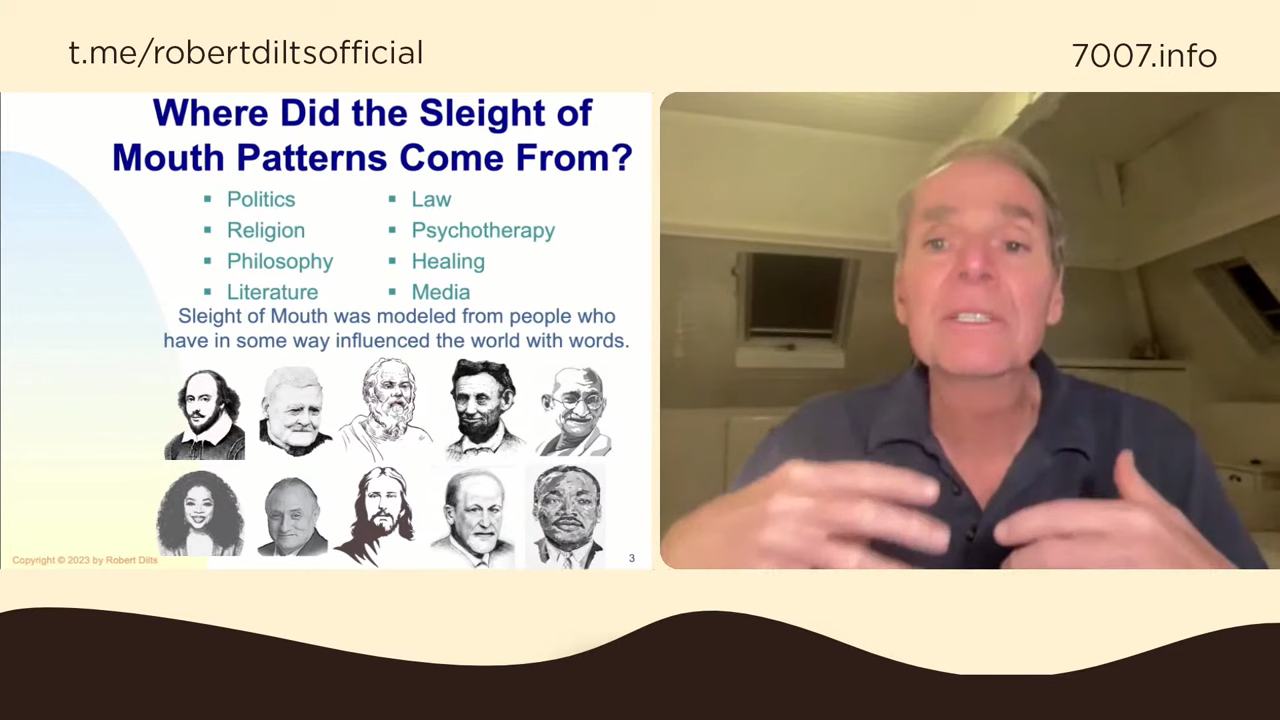 t.me/robertdiltsofficial
7007.info
Where Did the Sleight of
Mouth Patterns Come From?
▪ Politics
▪ Religion
▪ Philosophy
▪ Literature
▪ Law
▪ Psychotherapy
▪ Healing
▪ Media
Sleight of Mouth was modeled from people who
have in some way influenced the world with words.
Copyright © 2023 by Robert Dilts
3